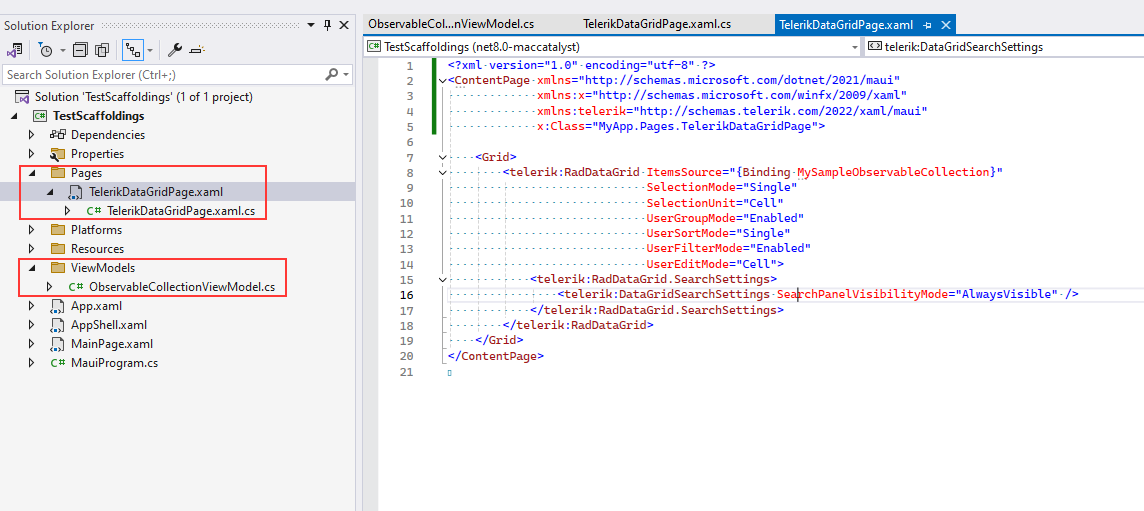 Solution Explorer
Search Solution Explorer (Ctrl+;)
Solution 'TestScaffoldings' (1 of 1 project)
C# TestScaffoldings
Dependencies
Properties
Pages
TelerikDataGridPage.xaml
C# TelerikDataGridPage.xaml.cs
Platforms
Resources
ViewModels
C# ObservableCollectionViewModel.cs
App.xaml
AppShell.xaml
MainPage.xaml
C# MauiProgram.cs
ObservableCol...nViewModel.cs
TelerikDataGridPage.xaml.cs
TelerikDataGridPage.xaml
C# TestScaffoldings (net8.0-maccatalyst)
telerik:DataGridSearchSettings
1 <?xml version="1.0" encoding="utf-8" ?>
2 <ContentPage xmlns="http://schemas.microsoft.com/dotnet/2021/maui"
3 xmlns:x="http://schemas.microsoft.com/winfx/2009/xaml"
4 xmlns:telerik="http://schemas.telerik.com/2022/xaml/maui"
5 x:Class="MyApp.Pages.TelerikDataGridPage">
6
7 <Grid>
8 <telerik:RadDataGrid ItemsSource="{Binding MySampleObservableCollection}"
9 SelectionMode="Single"
10 SelectionUnit="Cell"
11 UserGroupMode="Enabled"
12 UserSortMode="Single"
13 UserFilterMode="Enabled"
14 UserEditMode="Cell">
15 <telerik:RadDataGrid.SearchSettings>
16 <telerik:DataGridSearchSettings SearchPanelVisibilityMode="AlwaysVisible" />
17 </telerik:RadDataGrid.SearchSettings>
18 </telerik:RadDataGrid>
19 </Grid>
20 </ContentPage>
21